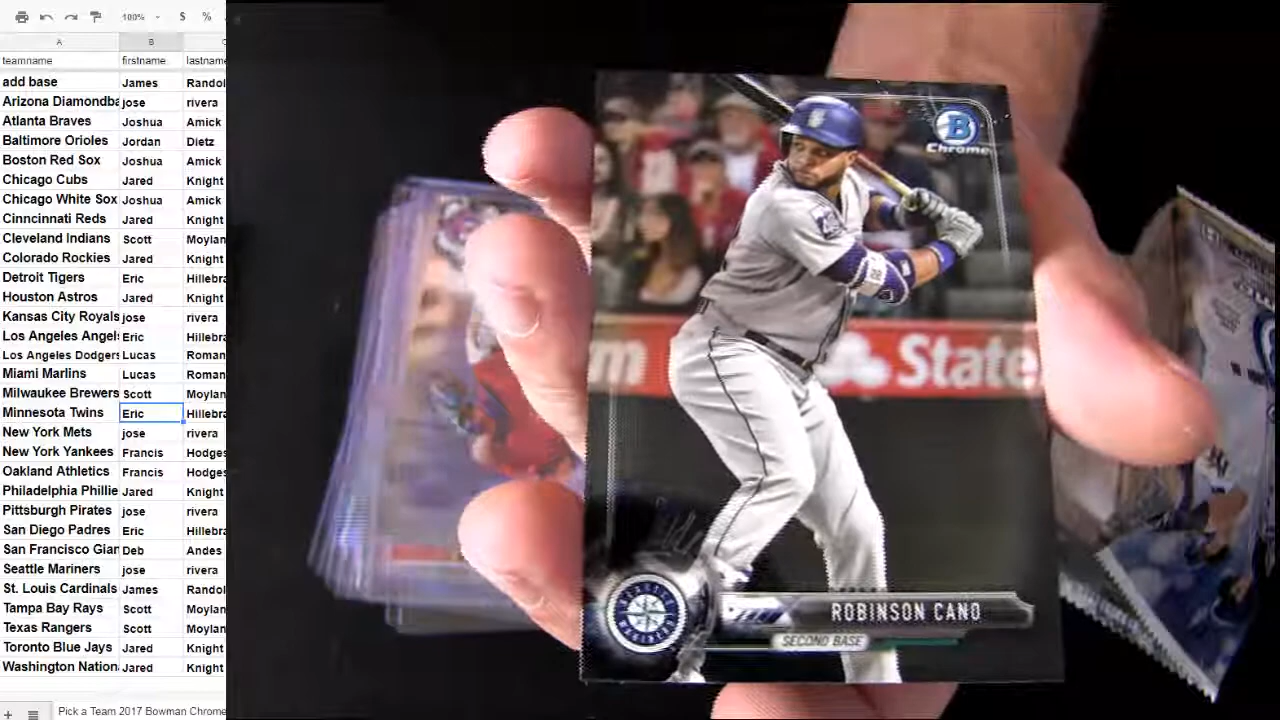 100% $ %
A B C
teamname firstname lastname
add base James Randol
Arizona Diamondba jose rivera
Atlanta Braves Joshua Amick
Baltimore Orioles Jordan Dietz
Boston Red Sox Joshua Amick
Chicago Cubs Jared Knight
Chicago White Sox Joshua Amick
Cinncinnati Reds Jared Knight
Cleveland Indians Scott Moylan
Colorado Rockies Jared Knight
Detroit Tigers Eric Hillebra
Houston Astros Jared Knight
Kansas City Royals jose rivera
Los Angeles Angel Eric Hillebra
Los Angeles Dodgers Lucas Roman
Miami Marlins Lucas Roman
Milwaukee Brewers Scott Moylan
Minnesota Twins Eric Hillebra
New York Mets jose rivera
New York Yankees Francis Hodges
Oakland Athletics Francis Hodges
Philadelphia Phillie Jared Knight
Pittsburgh Pirates jose rivera
San Diego Padres Eric Hillebra
San Francisco Gian Deb Andes
Seattle Mariners jose rivera
St. Louis Cardinals James Randol
Tampa Bay Rays Scott Moylan
Texas Rangers Scott Moylan
Toronto Blue Jays Jared Knight
Washington Nation Jared Knight
Pick a Team 2017 Bowman Chrome
B
Chrome
m State
SEATTLE MARINERS
ROBINSON CANO
SECOND BASE